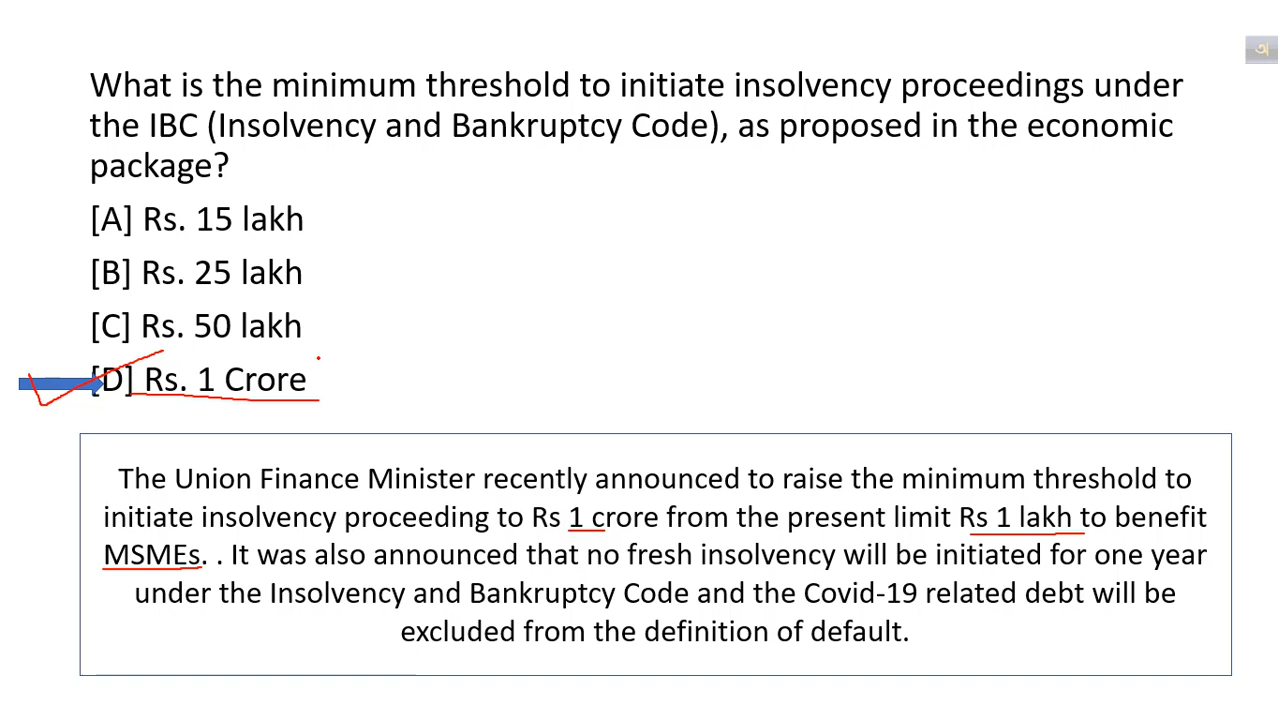 What is the minimum threshold to initiate insolvency proceedings under
the IBC (Insolvency and Bankruptcy Code), as proposed in the economic
package?
[A] Rs. 15 lakh
[B] Rs. 25 lakh
[C] Rs. 50 lakh
[D] Rs. 1 Crore
The Union Finance Minister recently announced to raise the minimum threshold to
initiate insolvency proceeding to Rs 1 crore from the present limit Rs 1 lakh to benefit
MSMEs. . It was also announced that no fresh insolvency will be initiated for one year
under the Insolvency and Bankruptcy Code and the Covid-19 related debt will be
excluded from the definition of default.